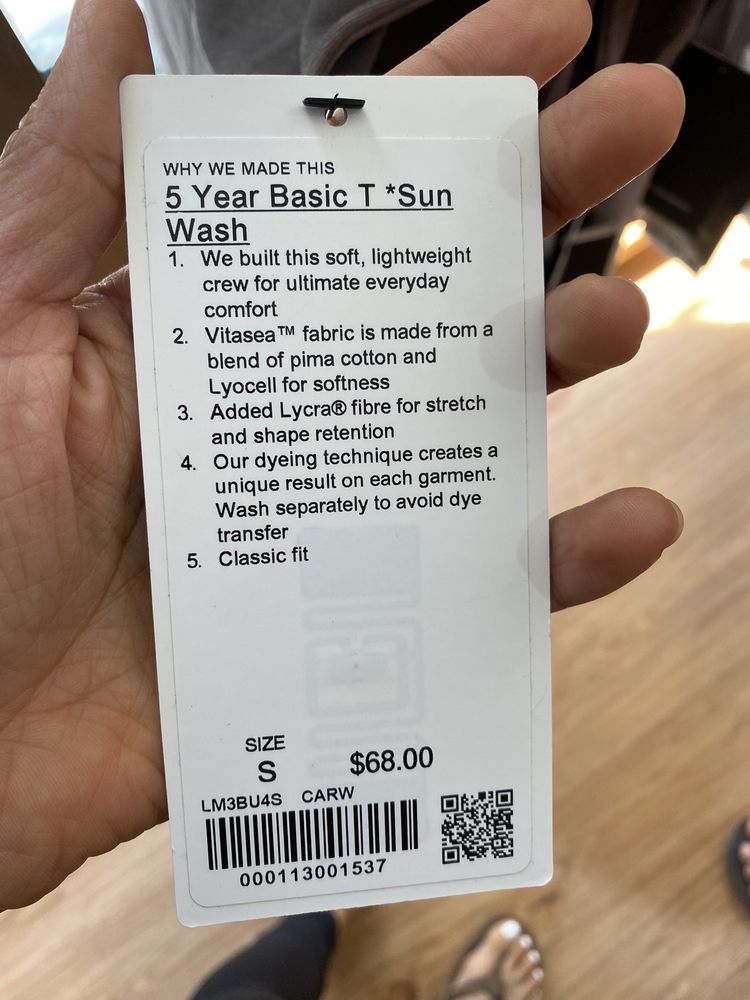 WHY WE MADE THIS
5 Year Basic T *Sun
Wash
1. We built this soft, lightweight
crew for ultimate everyday
comfort
2. Vitasea™ fabric is made from a
blend of pima cotton and
Lyocell for softness
3. Added Lycra® fibre for stretch
and shape retention
4. Our dyeing technique creates a
unique result on each garment.
Wash separately to avoid dye
transfer
5. Classic fit
SIZE
S $68.00
LM3BU4S CARW
000113001537